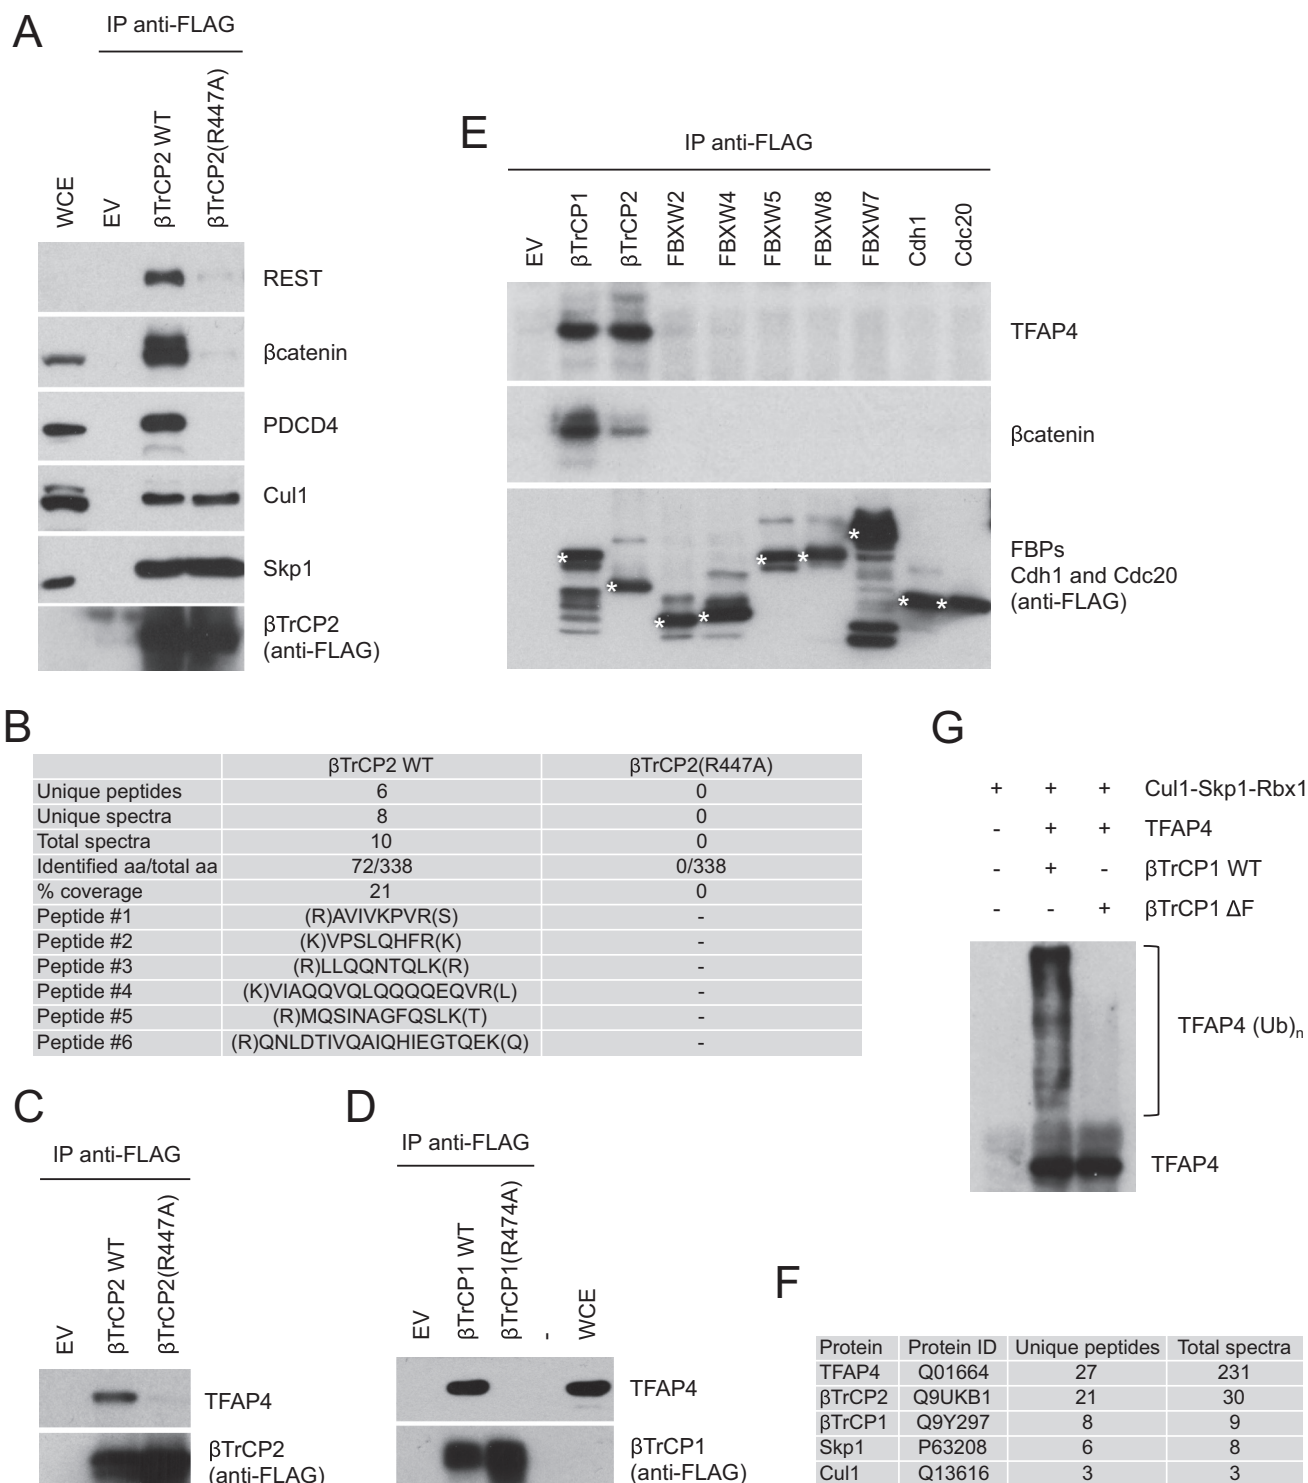 A
IP anti-FLAG
WCE
EV
βTrCP2 WT
βTrCP2(R447A)
REST
βcatenin
PDCD4
Cul1
Skp1
βTrCP2
(anti-FLAG)
E
IP anti-FLAG
EV
βTrCP1
βTrCP2
FBXW2
FBXW4
FBXW5
FBXW8
FBXW7
Cdh1
Cdc20
TFAP4
βcatenin
* * * * * * * * *
FBPs
Cdh1 and Cdc20
(anti-FLAG)
B
βTrCP2 WT βTrCP2(R447A)
Unique peptides 6 0
Unique spectra 8 0
Total spectra 10 0
Identified aa/total aa 72/338 0/338
% coverage 21 0
Peptide #1 (R)AVIVKPVR(S) -
Peptide #2 (K)VPSLQHFR(K) -
Peptide #3 (R)LLQQNTQLK(R) -
Peptide #4 (K)VIAQQVQLQQQQEQVR(L) -
Peptide #5 (R)MQSINAGFQSLK(T) -
Peptide #6 (R)QNLDTIVQAIQHIEGTQEK(Q) -
G
+ + + Cul1-Skp1-Rbx1
- + + TFAP4
- + - βTrCP1 WT
- - + βTrCP1 ΔF
TFAP4 (Ub)n
TFAP4
C
IP anti-FLAG
EV
βTrCP2 WT
βTrCP2(R447A)
TFAP4
βTrCP2
(anti-FLAG)
D
IP anti-FLAG
EV
βTrCP1 WT
βTrCP1(R474A)
-
WCE
TFAP4
βTrCP1
(anti-FLAG)
F
Protein Protein ID Unique peptides Total spectra
TFAP4 Q01664 27 231
βTrCP2 Q9UKB1 21 30
βTrCP1 Q9Y297 8 9
Skp1 P63208 6 8
Cul1 Q13616 3 3